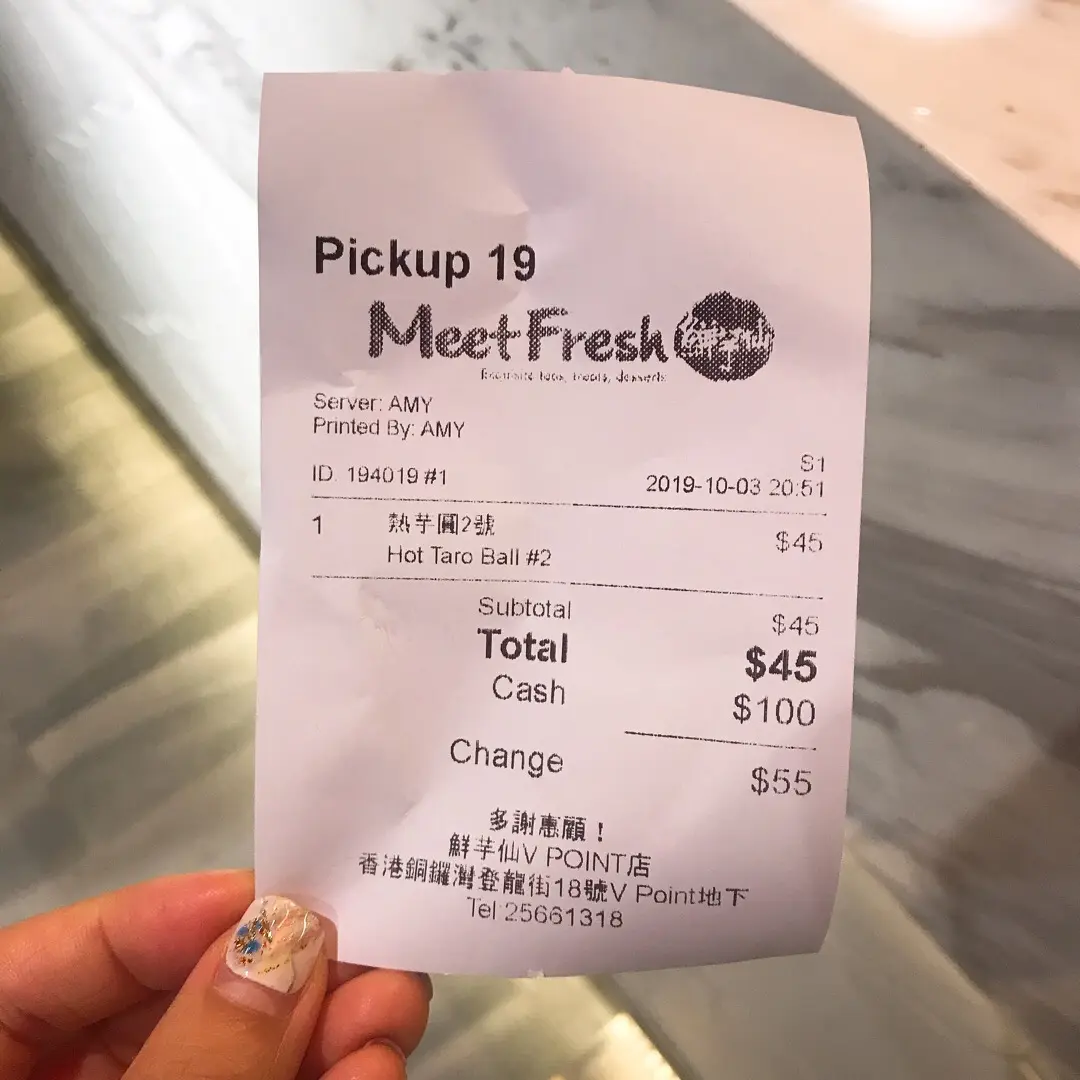 Pickup 19
Meet Fresh 鮮芋仙
Server: AMY
Printed By: AMY
S1
ID: 194019 #1 2019-10-03 20:51
1 熱芋圓2號 $45
Hot Taro Ball #2
Subtotal $45
Total $45
Cash $100
Change $55
多謝惠顧！
鮮芋仙V POINT店
香港銅鑼灣登龍街18號V Point地下
Tel:25661318